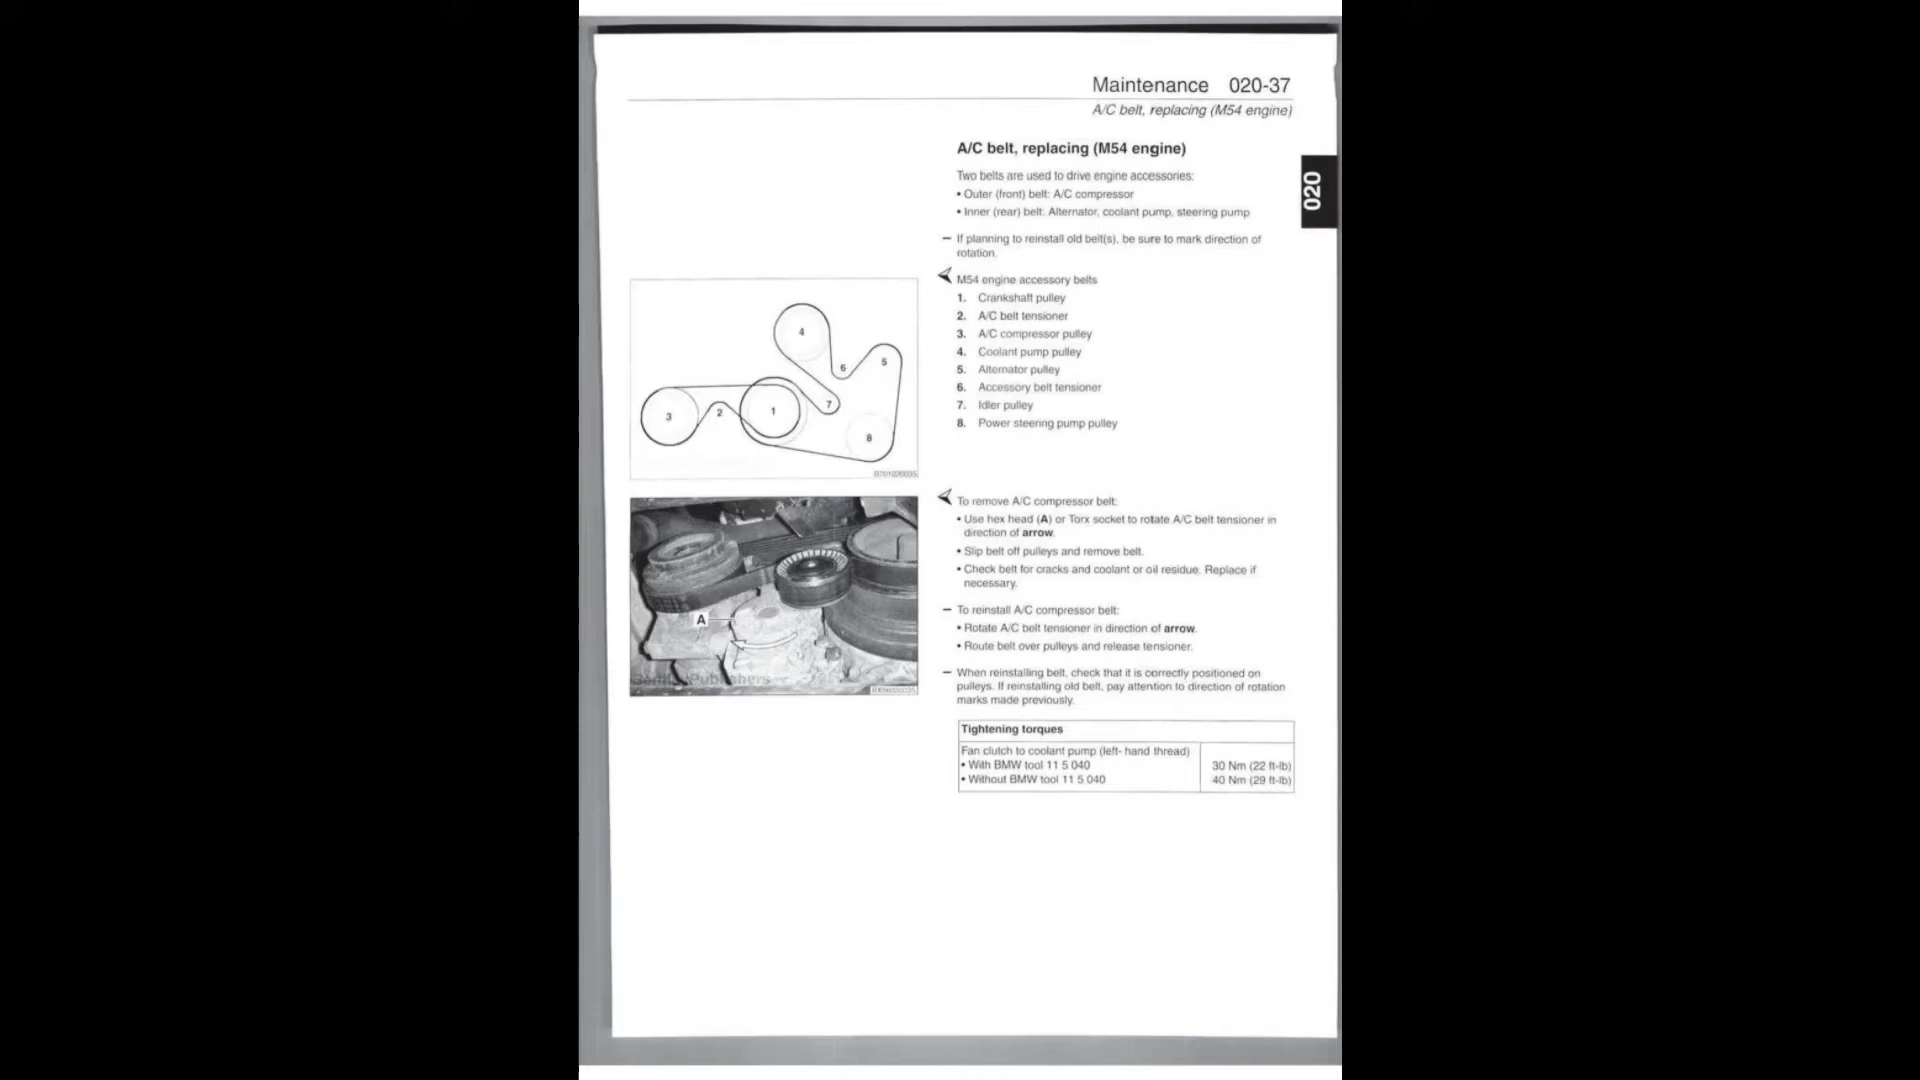 Maintenance 020-37
A/C belt, replacing (M54 engine)
020
A/C belt, replacing (M54 engine)
Two belts are used to drive engine accessories:
• Outer (front) belt: A/C compressor
• Inner (rear) belt: Alternator, coolant pump, steering pump
– If planning to reinstall old belt(s), be sure to mark direction of
rotation.
M54 engine accessory belts
1. Crankshaft pulley
2. A/C belt tensioner
3. A/C compressor pulley
4. Coolant pump pulley
5. Alternator pulley
6. Accessory belt tensioner
7. Idler pulley
8. Power steering pump pulley
4
5
6
7
1
2
3
8
To remove A/C compressor belt:
• Use hex head (A) or Torx socket to rotate A/C belt tensioner in
direction of arrow.
• Slip belt off pulleys and remove belt.
• Check belt for cracks and coolant or oil residue. Replace if
necessary.
A
Publishers
– To reinstall A/C compressor belt:
• Rotate A/C belt tensioner in direction of arrow.
• Route belt over pulleys and release tensioner.
– When reinstalling belt, check that it is correctly positioned on
pulleys. If reinstalling old belt, pay attention to direction of rotation
marks made previously.
Tightening torques
Fan clutch to coolant pump (left- hand thread)
• With BMW tool 11 5 040 30 Nm (22 ft-lb)
• Without BMW tool 11 5 040 40 Nm (29 ft-lb)